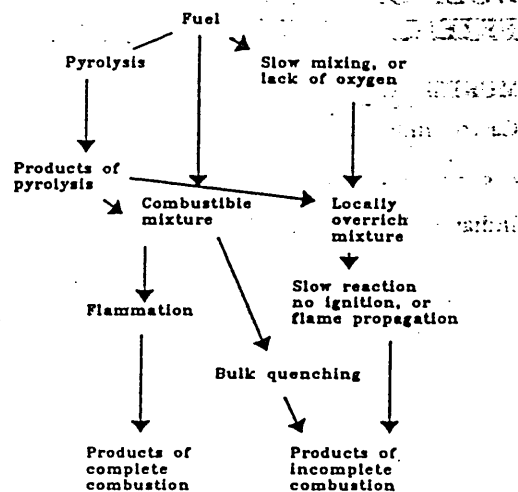 Fuel
Pyrolysis
Slow mixing, or
lack of oxygen
Products of
pyrolysis
Combustible
mixture
Locally
overrich
mixture
Flammation
Slow reaction
no ignition, or
flame propagation
Bulk quenching
Products of
complete
combustion
Products of
incomplete
combustion